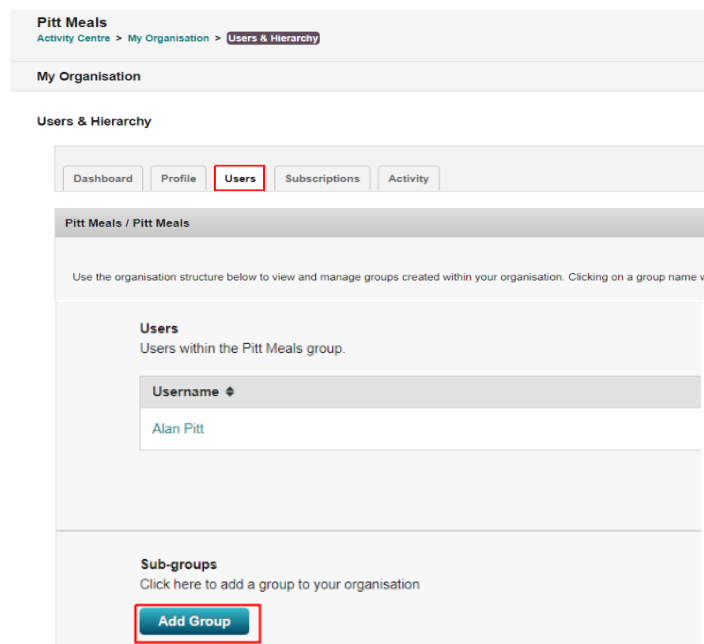 Pitt Meals
Activity Centre > My Organisation > Users & Hierarchy
My Organisation
Users & Hierarchy
Dashboard Profile Users Subscriptions Activity
Pitt Meals / Pitt Meals
Use the organisation structure below to view and manage groups created within your organisation. Clicking on a group name
Users
Users within the Pitt Meals group.
Username
Alan Pitt
Sub-groups
Click here to add a group to your organisation
Add Group